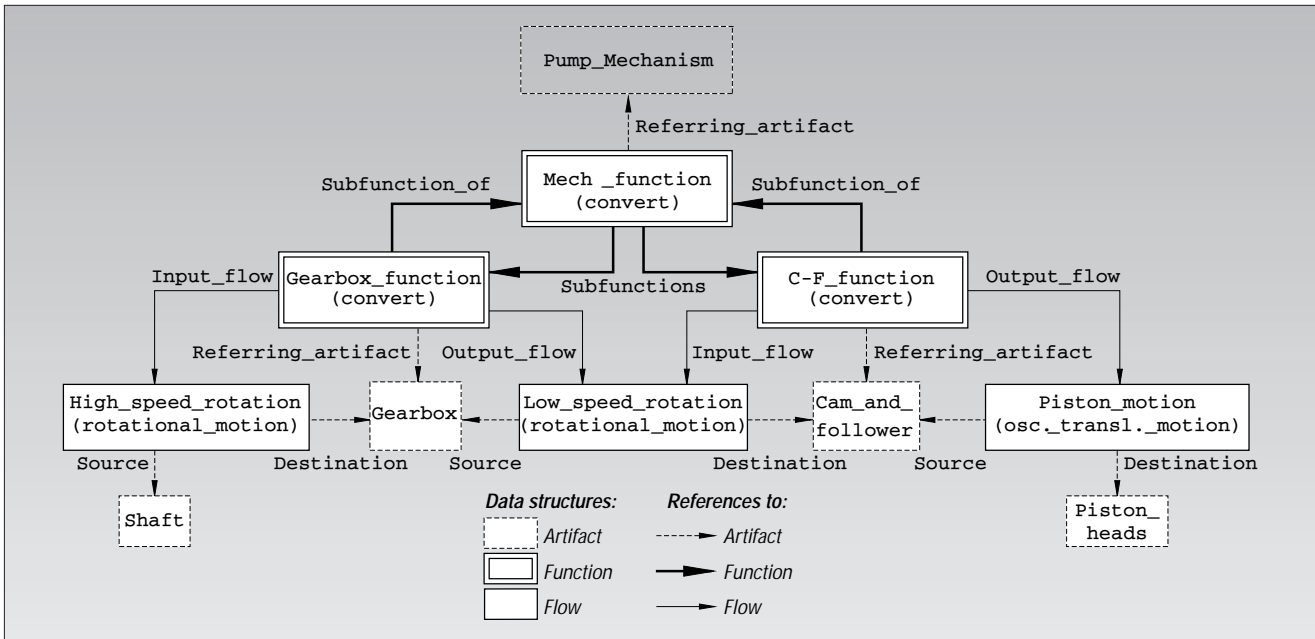 Pump_Mechanism
Referring_artifact
Subfunction_of
Mech _function
(convert)
Subfunction_of
Input_flow
Gearbox_function
(convert)
Subfunctions
C-F_function
(convert)
Output_flow
Referring_artifact
Output_flow
Input_flow
Referring_artifact
High_speed_rotation
(rotational_motion)
Gearbox
Low_speed_rotation
(rotational_motion)
Cam_and_
follower
Piston_motion
(osc._transl._motion)
Source
Destination
Source
Destination
Source
Destination
Shaft
Piston_
heads
Data structures:
References to:
Artifact
Artifact
Function
Function
Flow
Flow